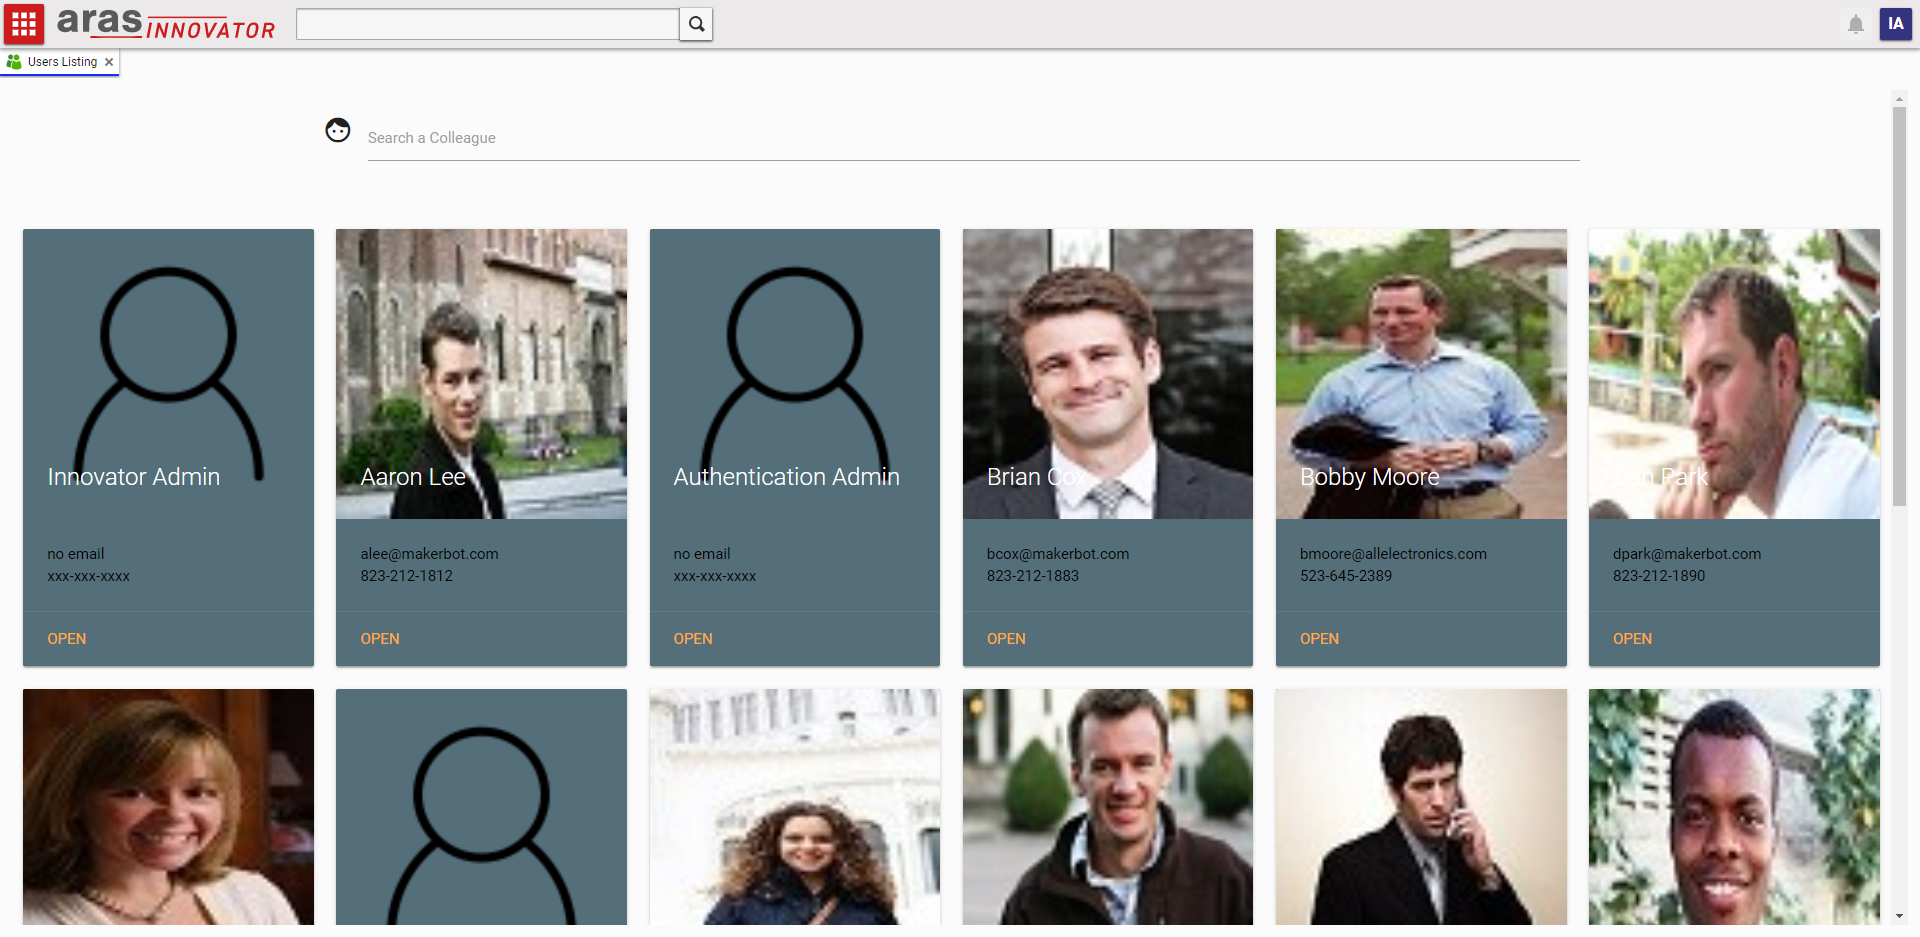 aras INNOVATOR
IA
Users Listing
Search a Colleague
Innovator Admin
no email
xxx-xxx-xxxx
OPEN
Aaron Lee
alee@makerbot.com
823-212-1812
OPEN
Authentication Admin
no email
xxx-xxx-xxxx
OPEN
Brian Cox
bcox@makerbot.com
823-212-1883
OPEN
Bobby Moore
bmoore@allelectronics.com
523-645-2389
OPEN
Park
dpark@makerbot.com
823-212-1890
OPEN